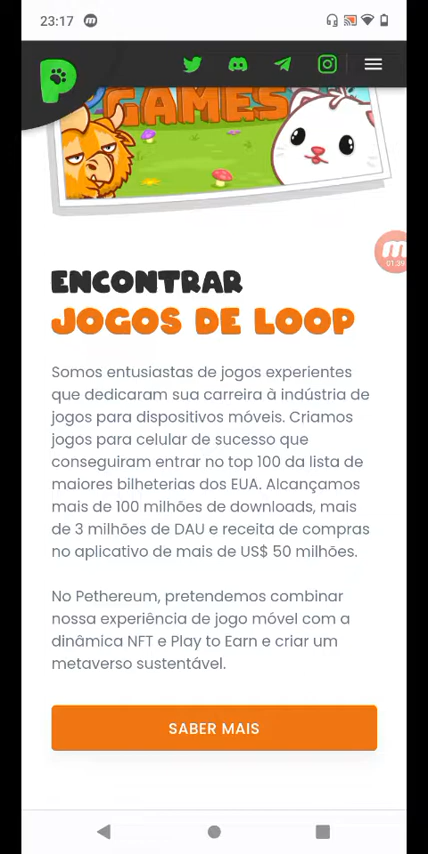 23:17
GAMES
01:39
ENCONTRAR
JOGOS DE LOOP
Somos entusiastas de jogos experientes
que dedicaram sua carreira à indústria de
jogos para dispositivos móveis. Criamos
jogos para celular de sucesso que
conseguiram entrar no top 100 da lista de
maiores bilheterias dos EUA. Alcançamos
mais de 100 milhões de downloads, mais
de 3 milhões de DAU e receita de compras
no aplicativo de mais de US$ 50 milhões.
No Pethereum, pretendemos combinar
nossa experiência de jogo móvel com a
dinâmica NFT e Play to Earn e criar um
metaverso sustentável.
SABER MAIS